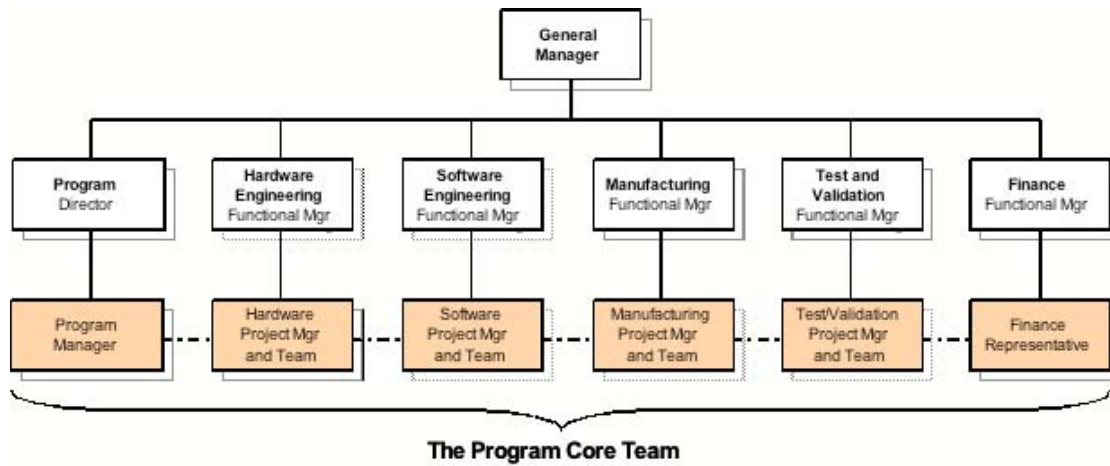 General
Manager
Program
Director
Hardware
Engineering
Functional Mgr
Software
Engineering
Functional Mgr
Manufacturing
Functional Mgr
Test and
Validation
Functional Mgr
Finance
Functional Mgr
Program
Manager
Hardware
Project Mgr
and Team
Software
Project Mgr
and Team
Manufacturing
Project Mgr
and Team
Test/Validation
Project Mgr
and Team
Finance
Representative
The Program Core Team